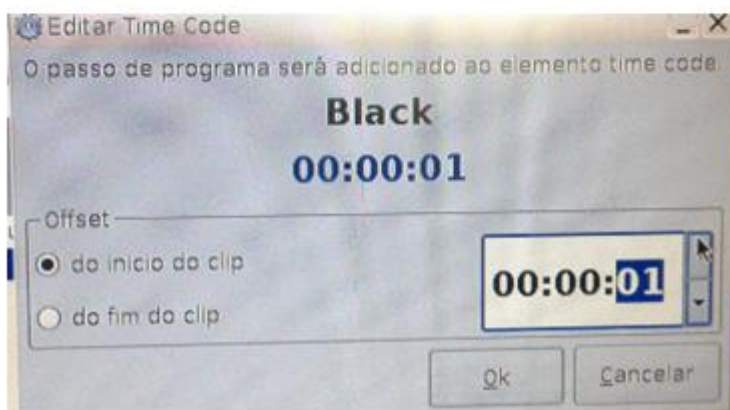 Editar Time Code
O passo de programa será adicionado ao elemento time code.
Black
00:00:01
Offset
do inicio do clip
00:00:01
do fim do clip
Ok
Cancelar